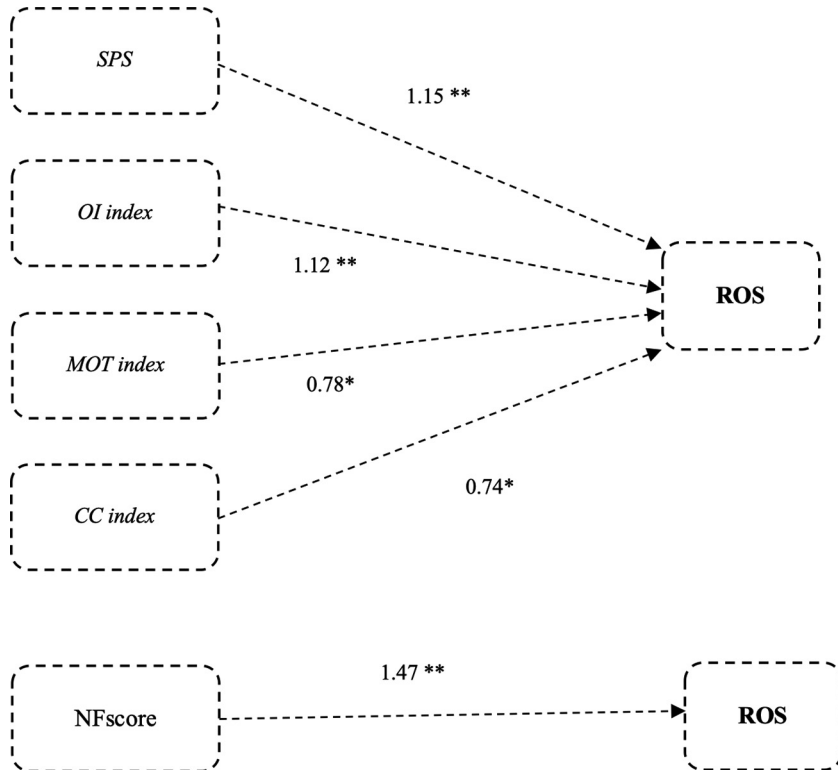 SPS
1.15 **
OI index
1.12 **
ROS
MOT index
0.78*
CC index
0.74*
NFscore
1.47 **
ROS